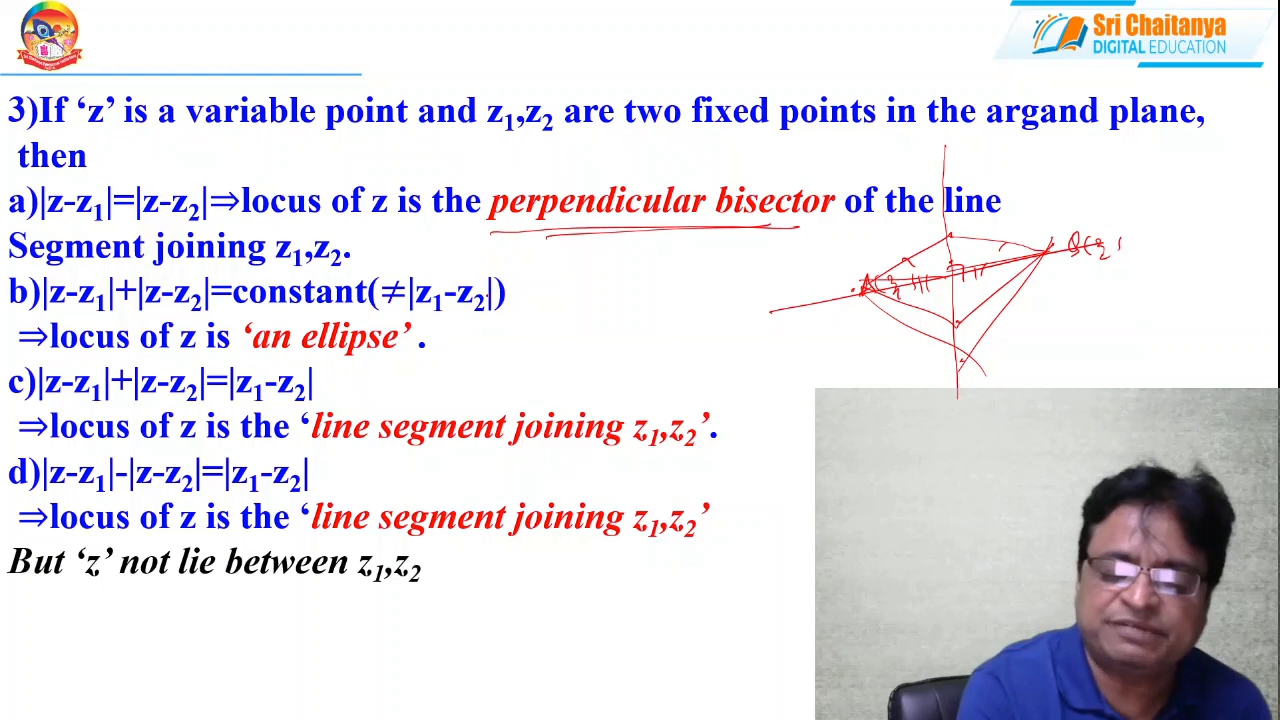 Sri Chaitanya
DIGITAL EDUCATION
3)If ‘z’ is a variable point and z₁,z₂ are two fixed points in the argand plane,
then
a)|z-z₁|=|z-z₂|⇒locus of z is the perpendicular bisector of the line
Segment joining z₁,z₂.
b)|z-z₁|+|z-z₂|=constant(≠|z₁-z₂|)
⇒locus of z is ‘an ellipse’ .
c)|z-z₁|+|z-z₂|=|z₁-z₂|
⇒locus of z is the ‘line segment joining z₁,z₂’.
d)|z-z₁|-|z-z₂|=|z₁-z₂|
⇒locus of z is the ‘line segment joining z₁,z₂’
But ‘z’ not lie between z₁,z₂